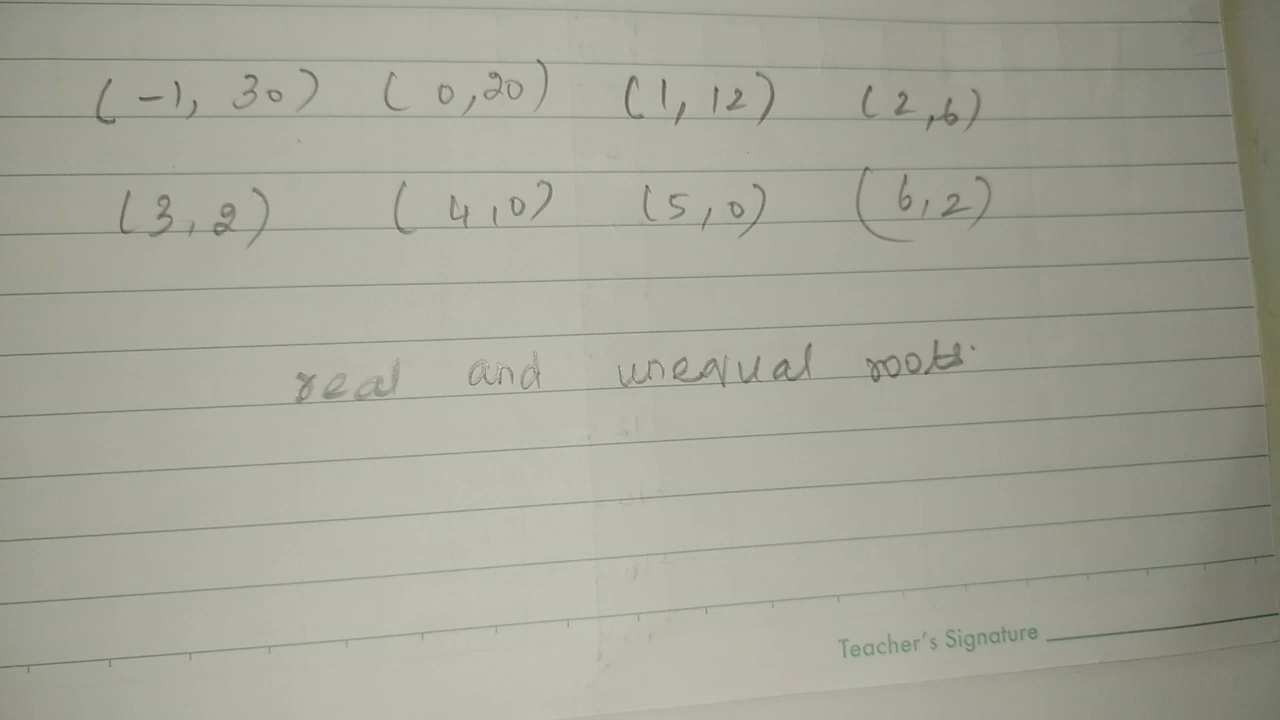 (-1, 30) (0,20) (1, 12) (2,6)
(3,2) (4,0) (5,0) (6,2)
real and unequal roots.
Teacher's Signature